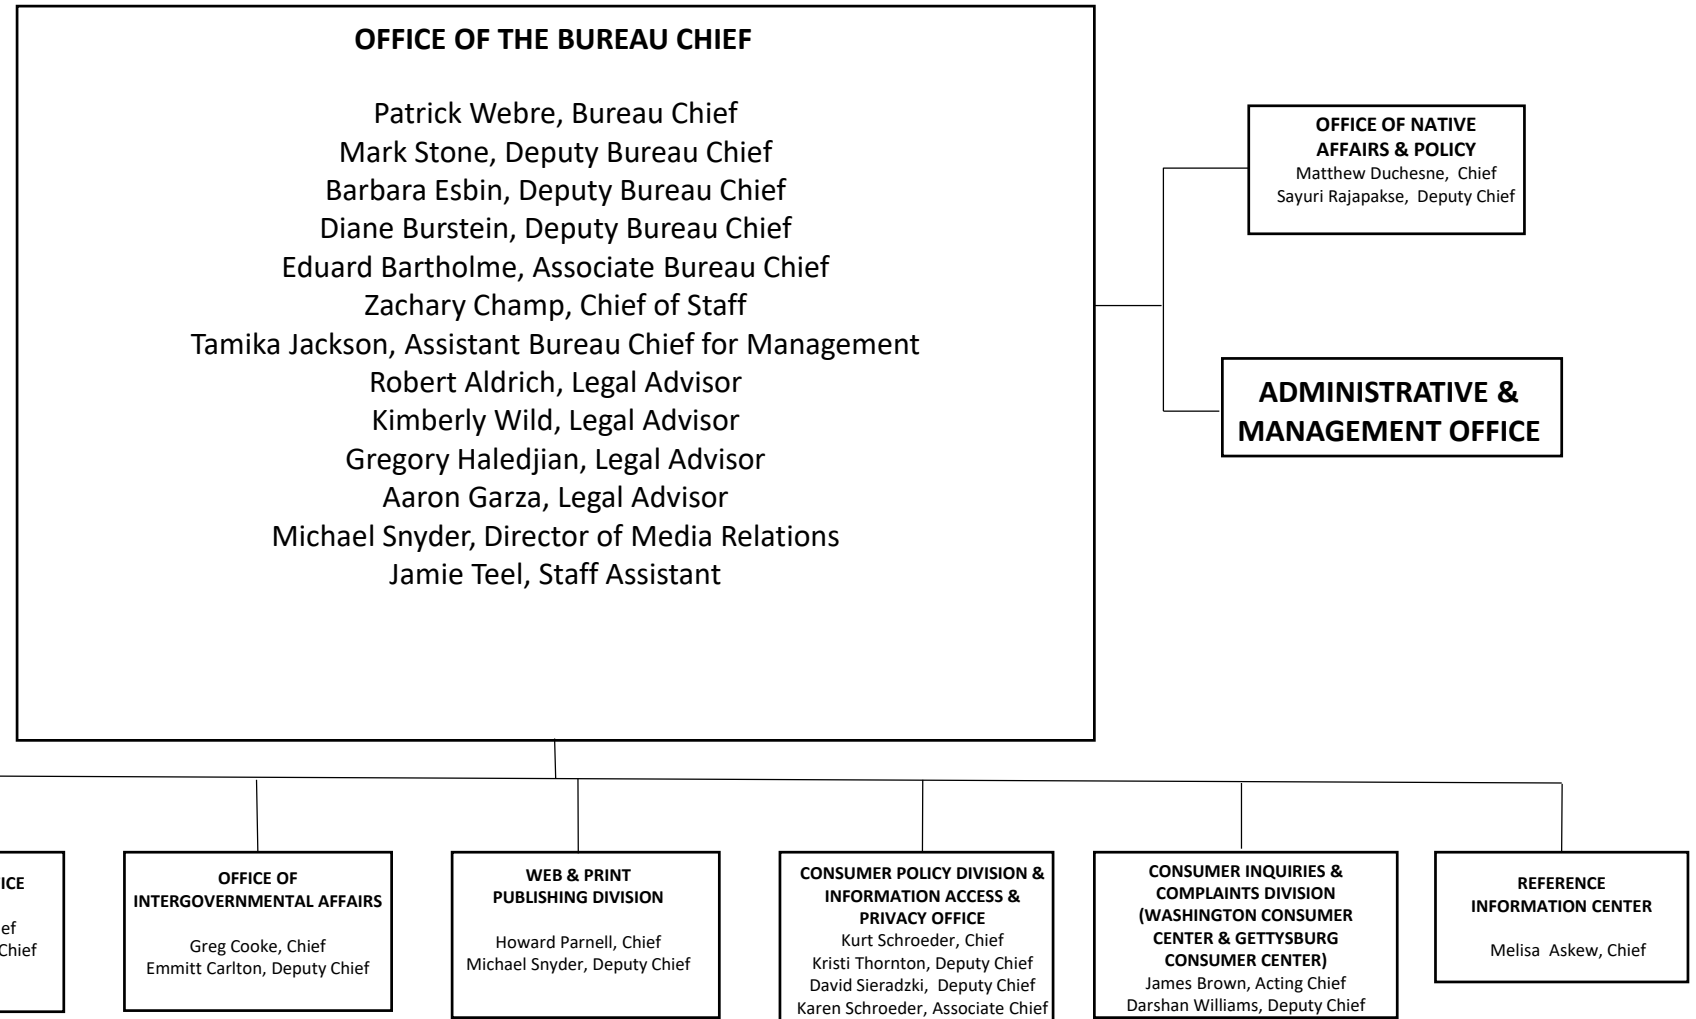 OFFICE OF THE BUREAU CHIEF
Patrick Webre, Bureau Chief
Mark Stone, Deputy Bureau Chief
Barbara Esbin, Deputy Bureau Chief
Diane Burstein, Deputy Bureau Chief
Eduard Bartholme, Associate Bureau Chief
Zachary Champ, Chief of Staff
Tamika Jackson, Assistant Bureau Chief for Management
Robert Aldrich, Legal Advisor
Kimberly Wild, Legal Advisor
Gregory Haledjian, Legal Advisor
Aaron Garza, Legal Advisor
Michael Snyder, Director of Media Relations
Jamie Teel, Staff Assistant
OFFICE OF NATIVE
AFFAIRS & POLICY
Matthew Duchesne, Chief
Sayuri Rajapakse, Deputy Chief
ADMINISTRATIVE &
MANAGEMENT OFFICE
Chief
OFFICE OF
INTERGOVERNMENTAL AFFAIRS
Greg Cooke, Chief
Emmitt Carlton, Deputy Chief
WEB & PRINT
PUBLISHING DIVISION
Howard Parnell, Chief
Michael Snyder, Deputy Chief
CONSUMER POLICY DIVISION &
INFORMATION ACCESS &
PRIVACY OFFICE
Kurt Schroeder, Chief
Kristi Thornton, Deputy Chief
David Sieradzki, Deputy Chief
Karen Schroeder, Associate Chief
CONSUMER INQUIRIES &
COMPLAINTS DIVISION
(WASHINGTON CONSUMER
CENTER & GETTYSBURG
CONSUMER CENTER)
James Brown, Acting Chief
Darshan Williams, Deputy Chief
REFERENCE
INFORMATION CENTER
Melisa Askew, Chief